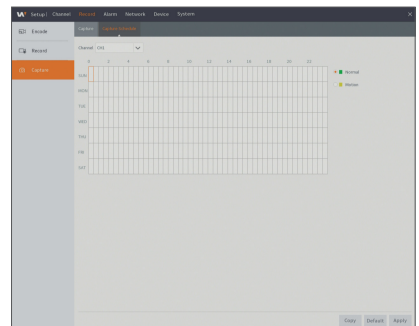 Setup Channel Record Alarm Network Device System
Encode
Record
Capture
Capture Capture Schedule
Channel CH1
0 2 4 6 8 10 12 14 16 18 20 22
SUN
MON
TUE
WED
THU
FRI
SAT
Normal
Motion
Copy Default Apply